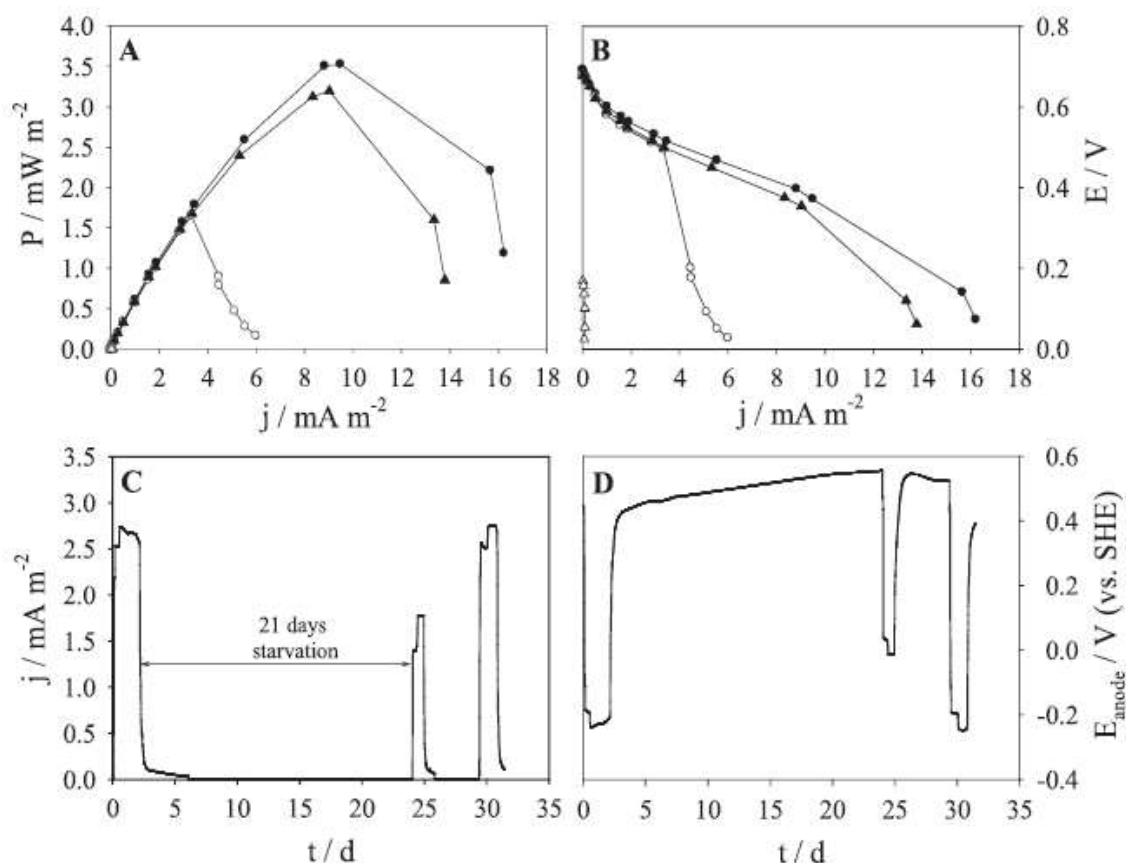 A
P / mW m-2
4.0
3.5
3.0
2.5
2.0
1.5
1.0
0.5
0.0
0 2 4 6 8 10 12 14 16 18
j / mA m-2
B
0.8
0.6
0.4
0.2
0.0
E / V
0 2 4 6 8 10 12 14 16 18
j / mA m-2
C
j / mA m-2
3.5
3.0
2.5
2.0
1.5
1.0
0.5
0.0
21 days
starvation
0 5 10 15 20 25 30 35
t / d
D
0.6
0.4
0.2
0.0
-0.2
-0.4
Eanode / V (vs. SHE)
0 5 10 15 20 25 30 35
t / d